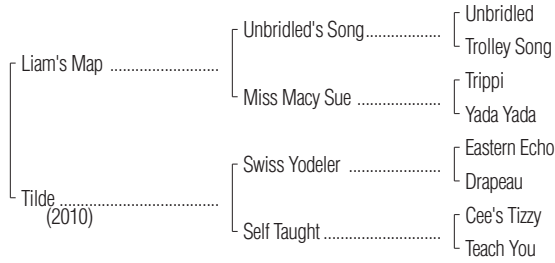 Unbridled
Unbridled's Song....................
Trolley Song
Liam's Map .............................
Trippi
Miss Macy Sue ......................
Yada Yada
Eastern Echo
Swiss Yodeler ........................
Drapeau
Tilde ...........................................
(2010)
Cee's Tizzy
Self Taught ...............................
Teach You